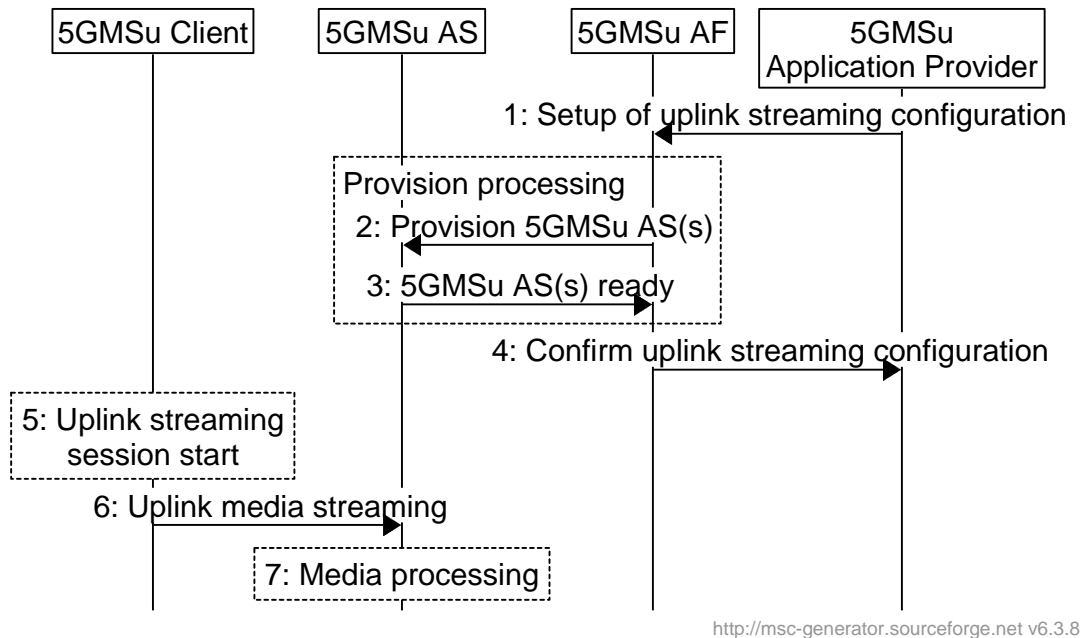 5GMSu Client
5GMSu AS
5GMSu AF
5GMSu
Application Provider
1: Setup of uplink streaming configuration
Provision processing
2: Provision 5GMSu AS(s)
3: 5GMSu AS(s) ready
4: Confirm uplink streaming configuration
5: Uplink streaming
session start
6: Uplink media streaming
7: Media processing
http://msc-generator.sourceforge.net v6.3.8